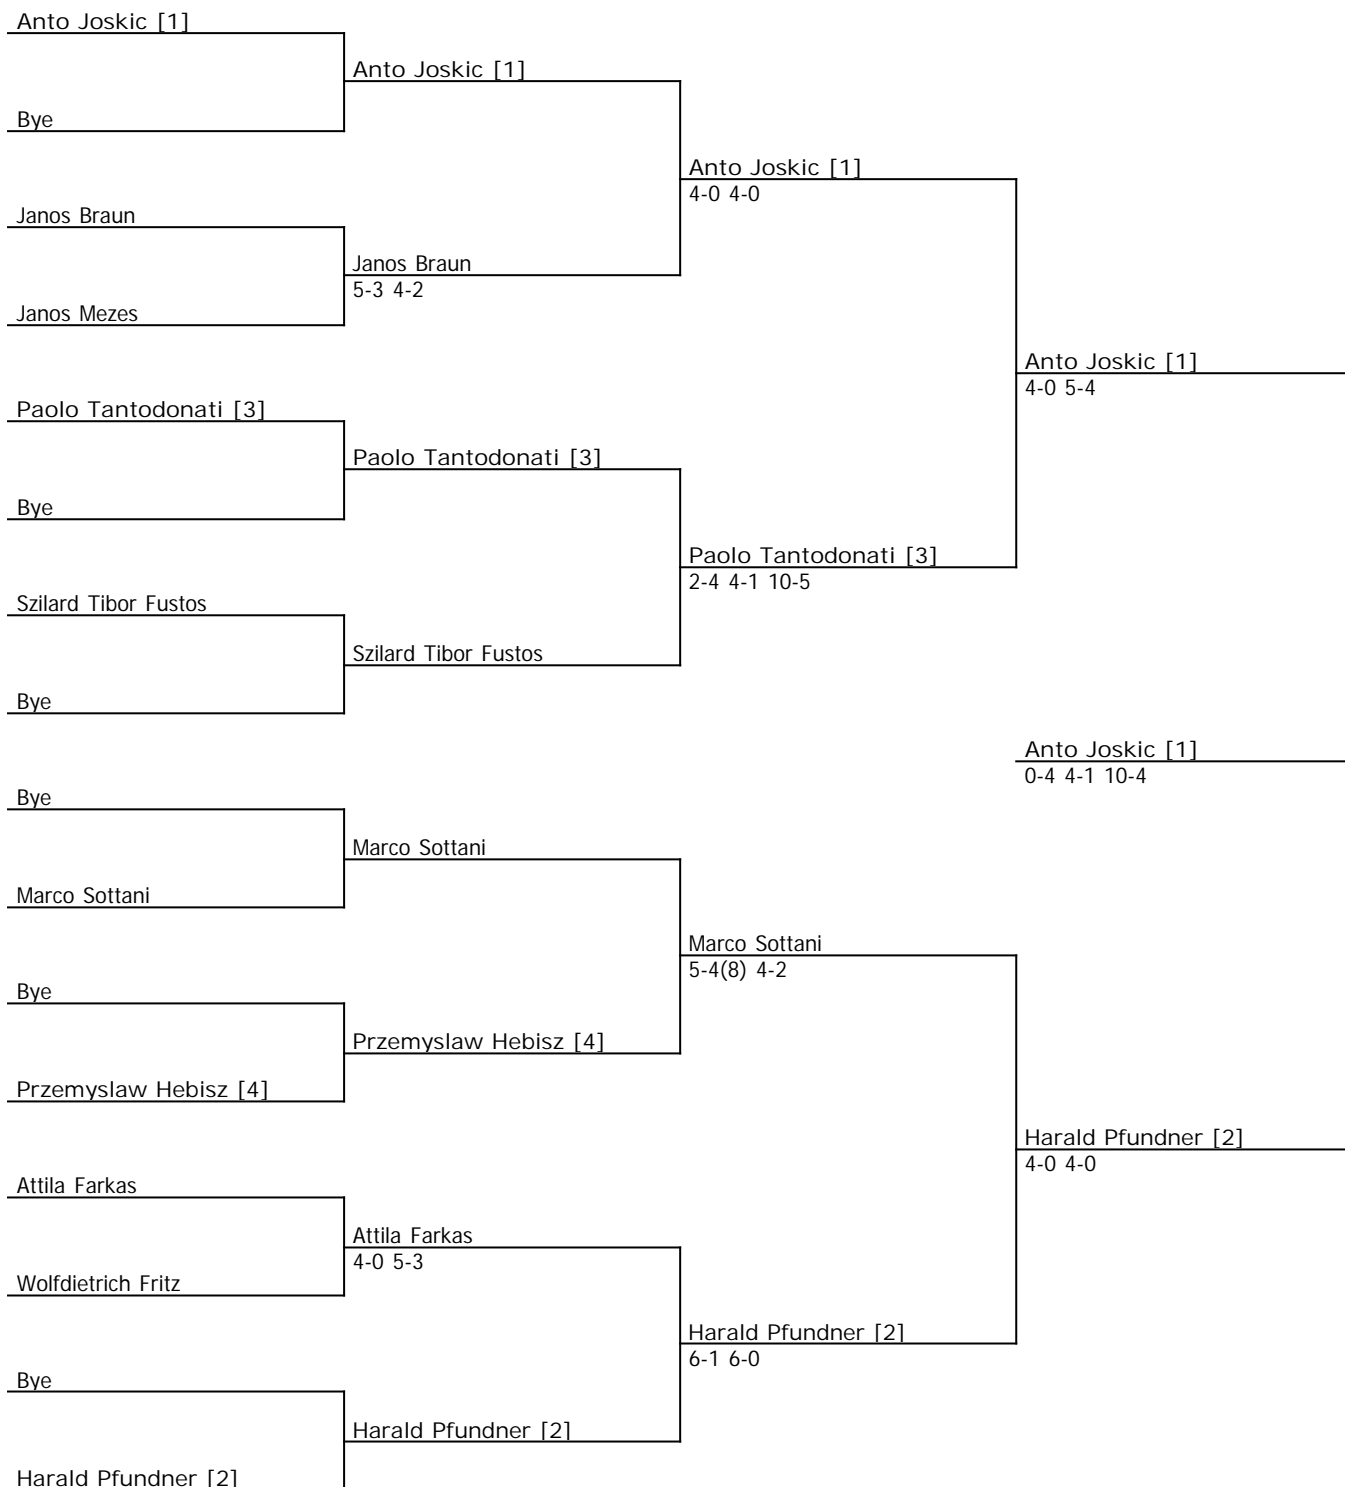 Anto Joskic [1]
Anto Joskic [1]
Bye
Anto Joskic [1]
4-0 4-0
Janos Braun
Janos Braun
5-3 4-2
Janos Mezes
Anto Joskic [1]
4-0 5-4
Paolo Tantodonati [3]
Paolo Tantodonati [3]
Bye
Paolo Tantodonati [3]
2-4 4-1 10-5
Szilard Tibor Fustos
Szilard Tibor Fustos
Bye
Anto Joskic [1]
0-4 4-1 10-4
Bye
Marco Sottani
Marco Sottani
Marco Sottani
5-4(8) 4-2
Bye
Przemyslaw Hebisz [4]
Przemyslaw Hebisz [4]
Harald Pfundner [2]
4-0 4-0
Attila Farkas
Attila Farkas
4-0 5-3
Wolfdietrich Fritz
Harald Pfundner [2]
6-1 6-0
Bye
Harald Pfundner [2]
Harald Pfundner [2]